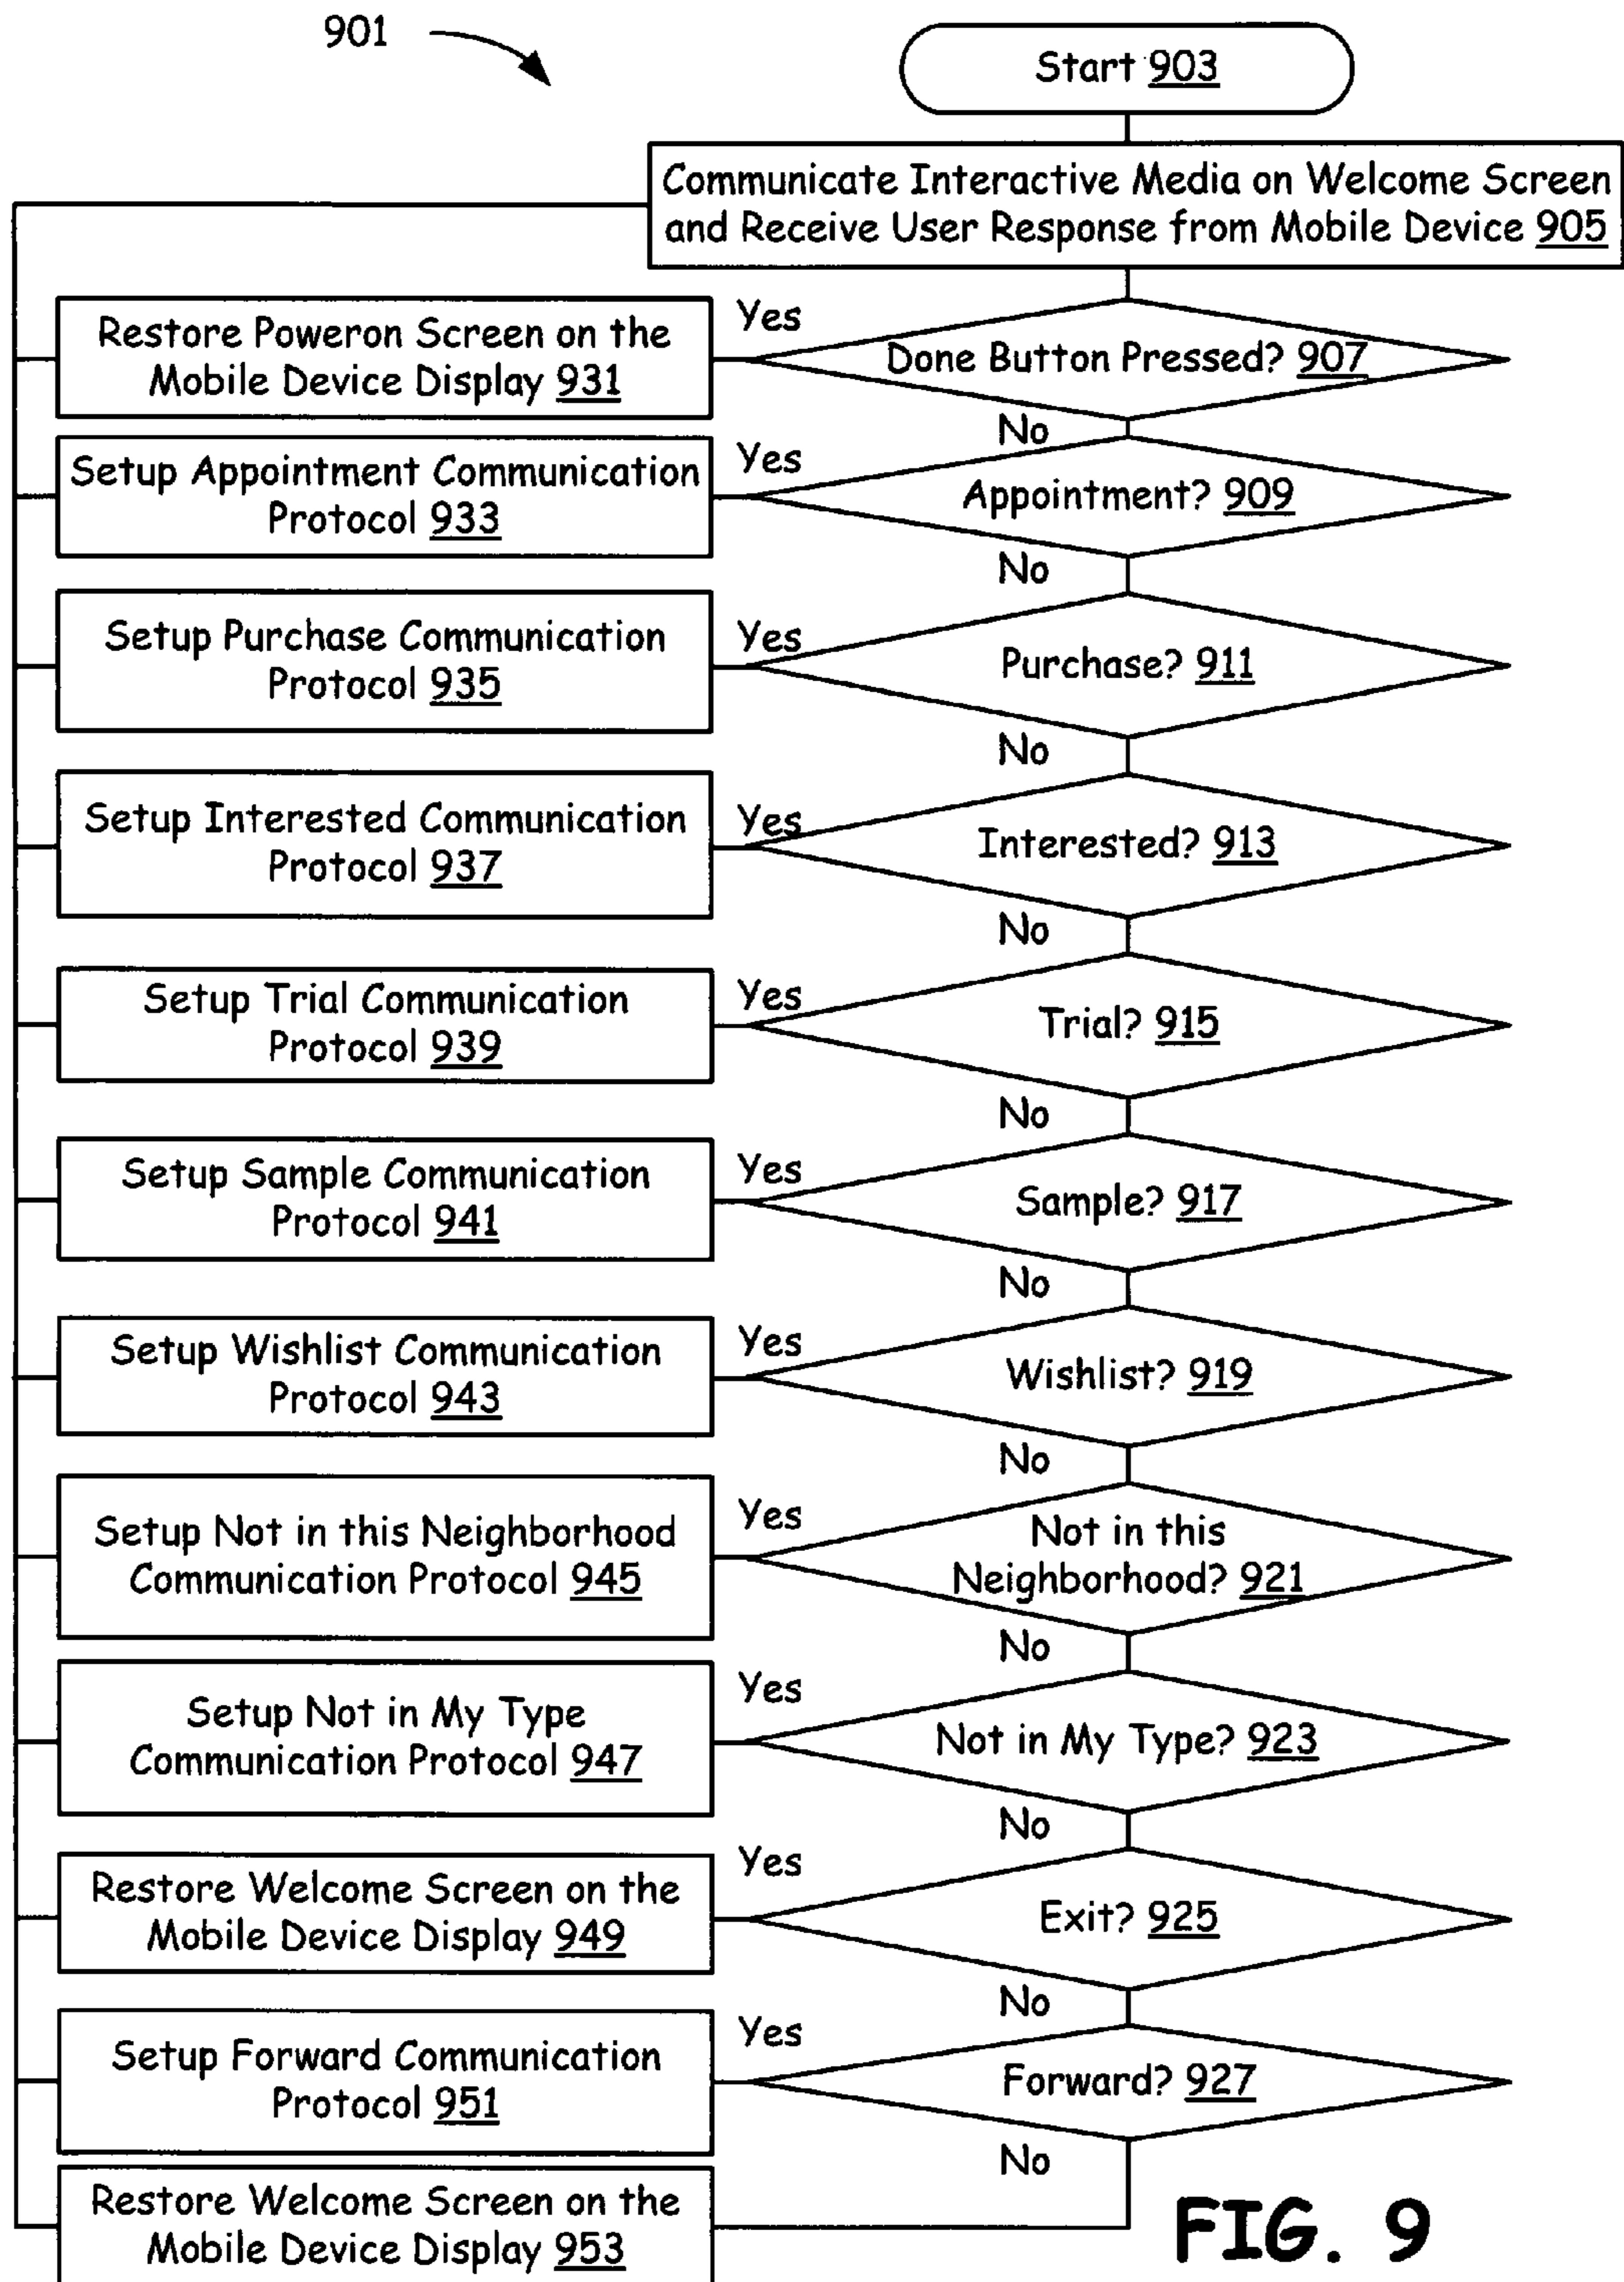 901
Start 903
Communicate Interactive Media on Welcome Screen
and Receive User Response from Mobile Device 905
Restore Poweron Screen on the
Mobile Device Display 931
Yes
Done Button Pressed? 907
No
Setup Appointment Communication
Protocol 933
Yes
Appointment? 909
No
Setup Purchase Communication
Protocol 935
Yes
Purchase? 911
No
Setup Interested Communication
Protocol 937
Yes
Interested? 913
No
Setup Trial Communication
Protocol 939
Yes
Trial? 915
No
Setup Sample Communication
Protocol 941
Yes
Sample? 917
No
Setup Wishlist Communication
Protocol 943
Yes
Wishlist? 919
No
Setup Not in this Neighborhood
Communication Protocol 945
Yes
Not in this
Neighborhood? 921
No
Setup Not in My Type
Communication Protocol 947
Yes
Not in My Type? 923
No
Restore Welcome Screen on the
Mobile Device Display 949
Yes
Exit? 925
No
Setup Forward Communication
Protocol 951
Yes
Forward? 927
No
Restore Welcome Screen on the
Mobile Device Display 953
FIG. 9